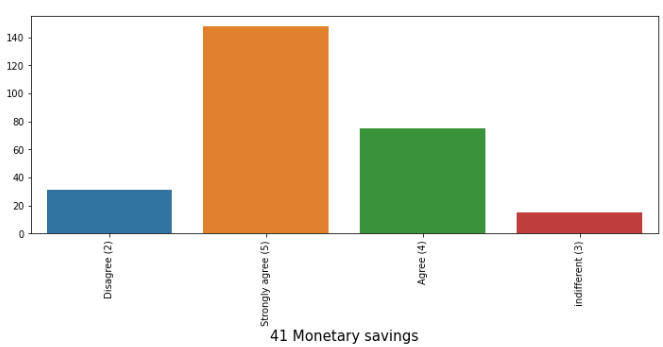 140
120
100
80
60
40
20
0
Disagree (2)
Strongly agree (5)
Agree (4)
indifferent (3)
41 Monetary savings